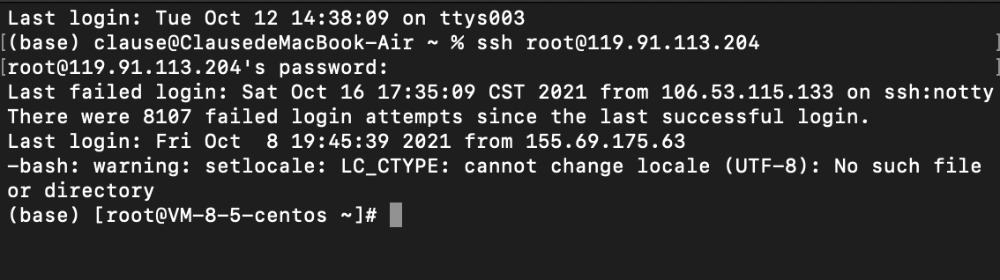 Last login: Tue Oct 12 14:38:09 on ttys003
[(base) clause@ClausedeMacBook-Air ~ % ssh root@119.91.113.204 ]
[root@119.91.113.204's password: ]
Last failed login: Sat Oct 16 17:35:09 CST 2021 from 106.53.115.133 on ssh:notty
There were 8107 failed login attempts since the last successful login.
Last login: Fri Oct  8 19:45:39 2021 from 155.69.175.63
-bash: warning: setlocale: LC_CTYPE: cannot change locale (UTF-8): No such file
or directory
(base) [root@VM-8-5-centos ~]#